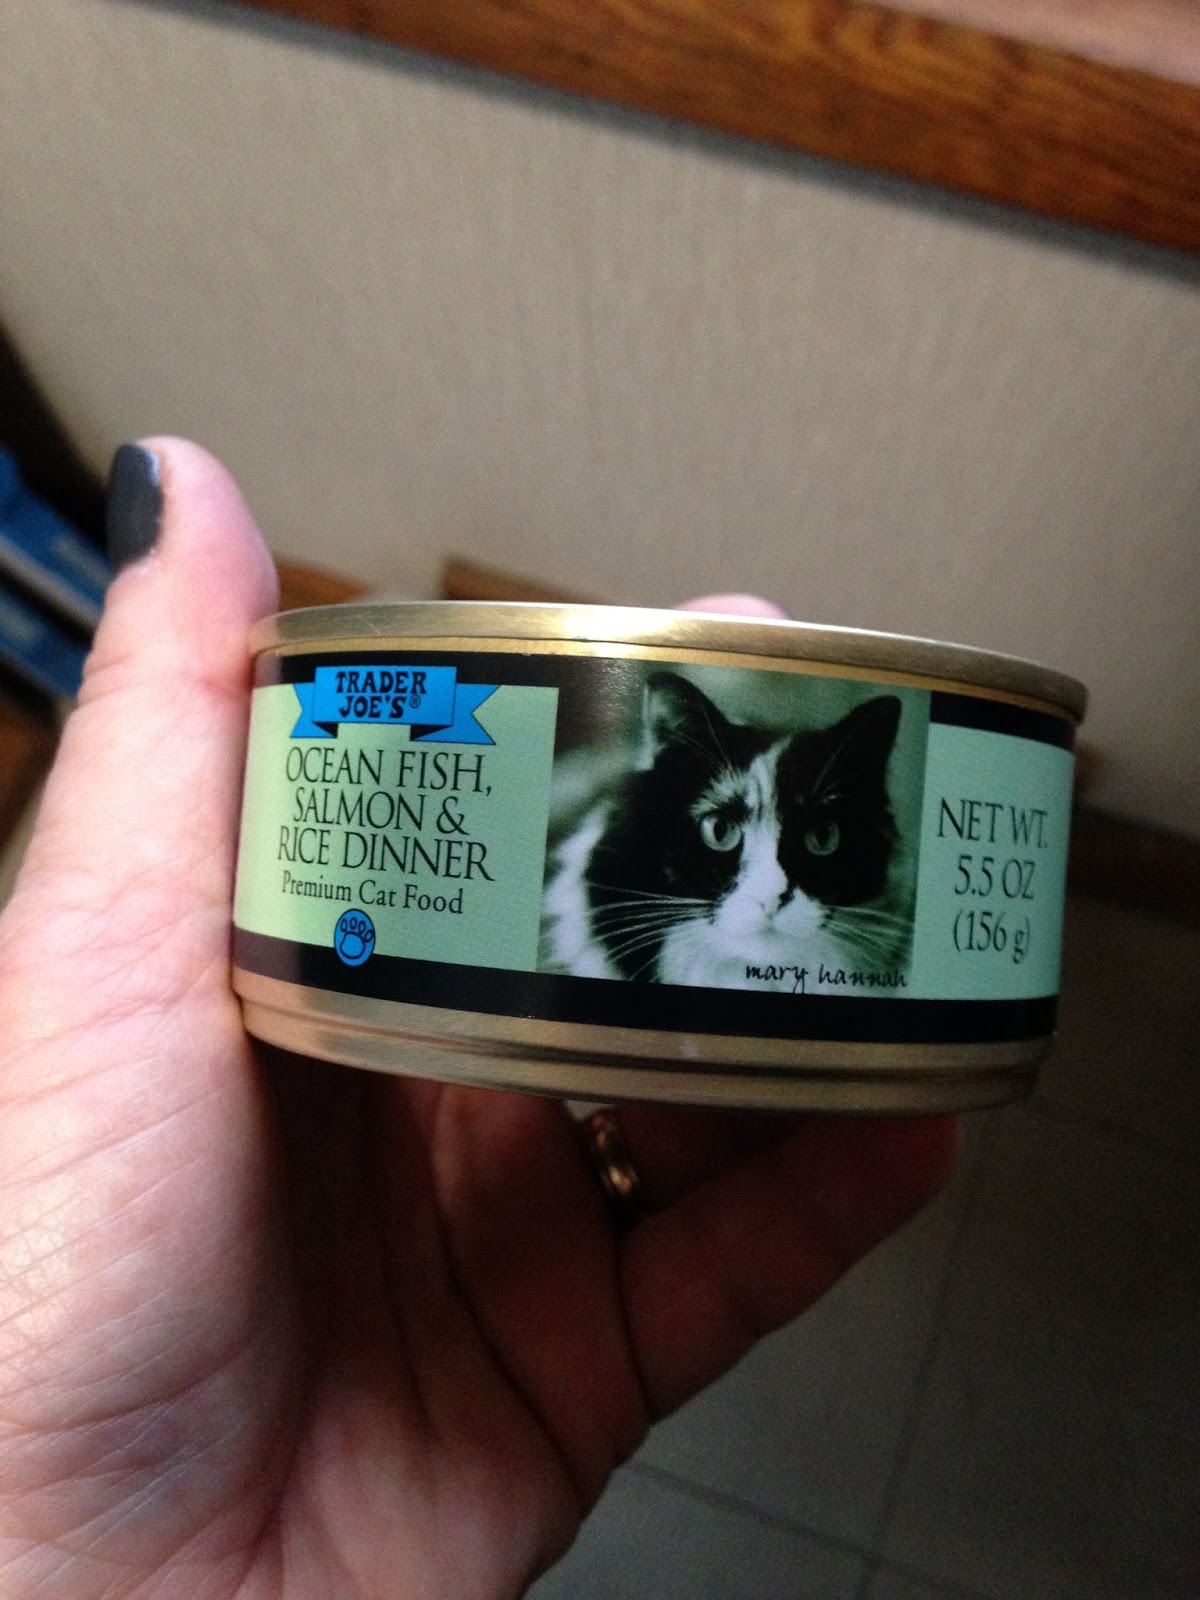 TRADER
JOE'S®
OCEAN FISH,
SALMON &
RICE DINNER
Premium Cat Food
mary hannah
NET WT.
5.5 OZ
(156 g)